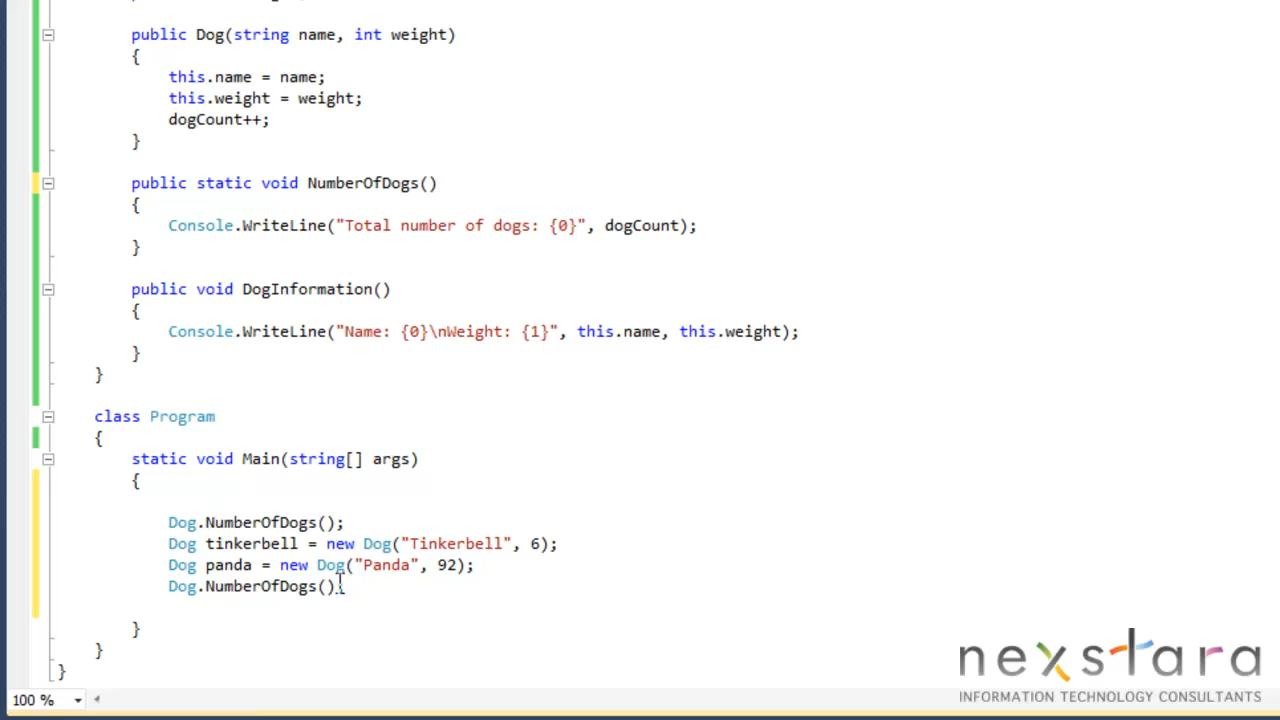 public Dog(string name, int weight)
{
this.name = name;
this.weight = weight;
dogCount++;
}
public static void NumberOfDogs()
{
Console.WriteLine("Total number of dogs: {0}", dogCount);
}
public void DogInformation()
{
Console.WriteLine("Name: {0}\nWeight: {1}", this.name, this.weight);
}
}
class Program
{
static void Main(string[] args)
{
Dog.NumberOfDogs();
Dog tinkerbell = new Dog("Tinkerbell", 6);
Dog panda = new Dog("Panda", 92);
Dog.NumberOfDogs();
}
}
}
nexstara
INFORMATION TECHNOLOGY CONSULTANTS
100 %